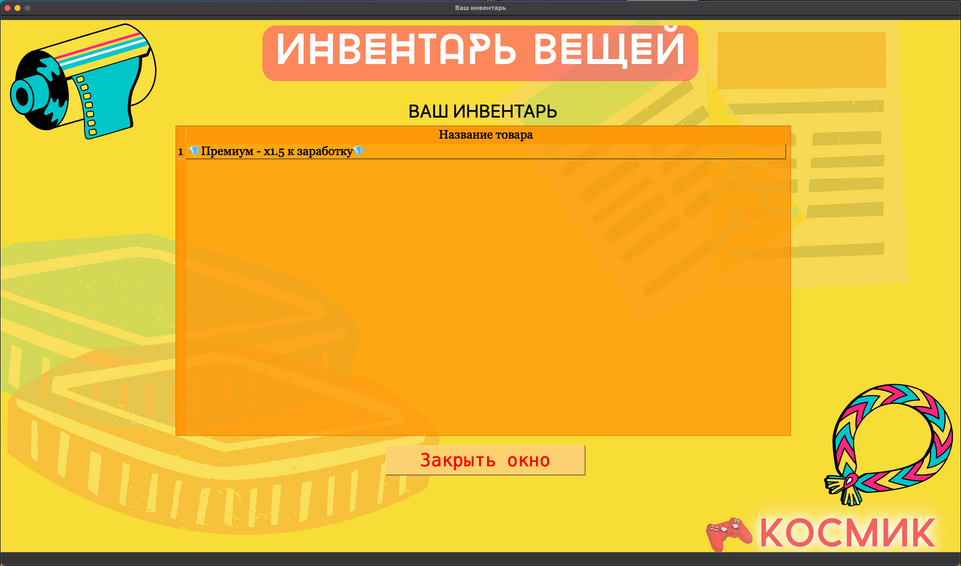 Ваш инвентарь
ИНВЕНТАРЬ ВЕЩЕЙ
ВАШ ИНВЕНТАРЬ
Название товара
1 💎Премиум - x1.5 к заработку💎
Закрыть окно
КОСМИК